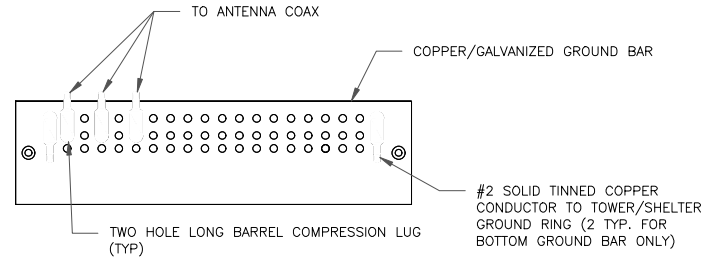 TO ANTENNA COAX
COPPER/GALVANIZED GROUND BAR
#2 SOLID TINNED COPPER
CONDUCTOR TO TOWER/SHELTER
GROUND RING (2 TYP. FOR
BOTTOM GROUND BAR ONLY)
TWO HOLE LONG BARREL COMPRESSION LUG
(TYP)